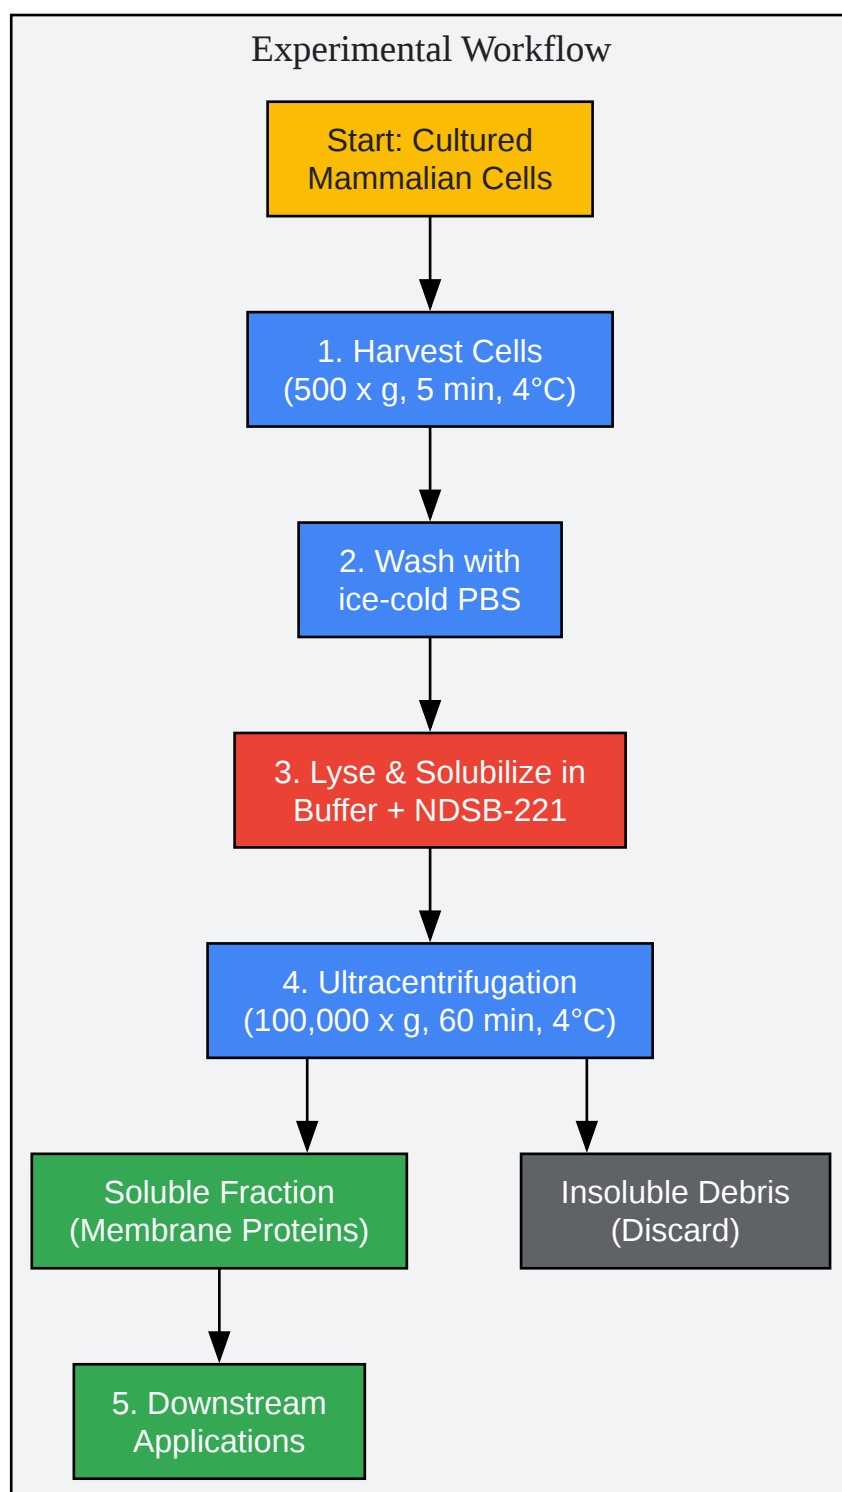 Experimental Workflow
Start: Cultured
Mammalian Cells
1. Harvest Cells
(500 x g, 5 min, 4°C)
2. Wash with
ice-cold PBS
3. Lyse & Solubilize in
Buffer + NDSB-221
4. Ultracentrifugation
(100,000 x g, 60 min, 4°C)
Soluble Fraction
(Membrane Proteins)
Insoluble Debris
(Discard)
5. Downstream
Applications